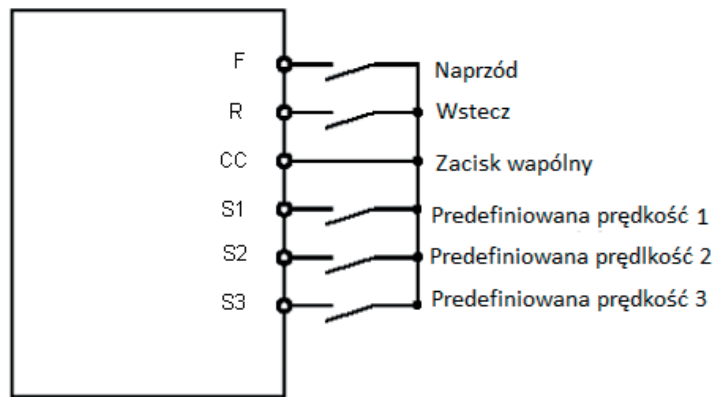 F Naprzód
R Wstecz
CC Zacisk wapólny
S1 Predefiniowana prędkość 1
S2 Predefiniowana prędlkość 2
S3 Predefiniowana prędkość 3